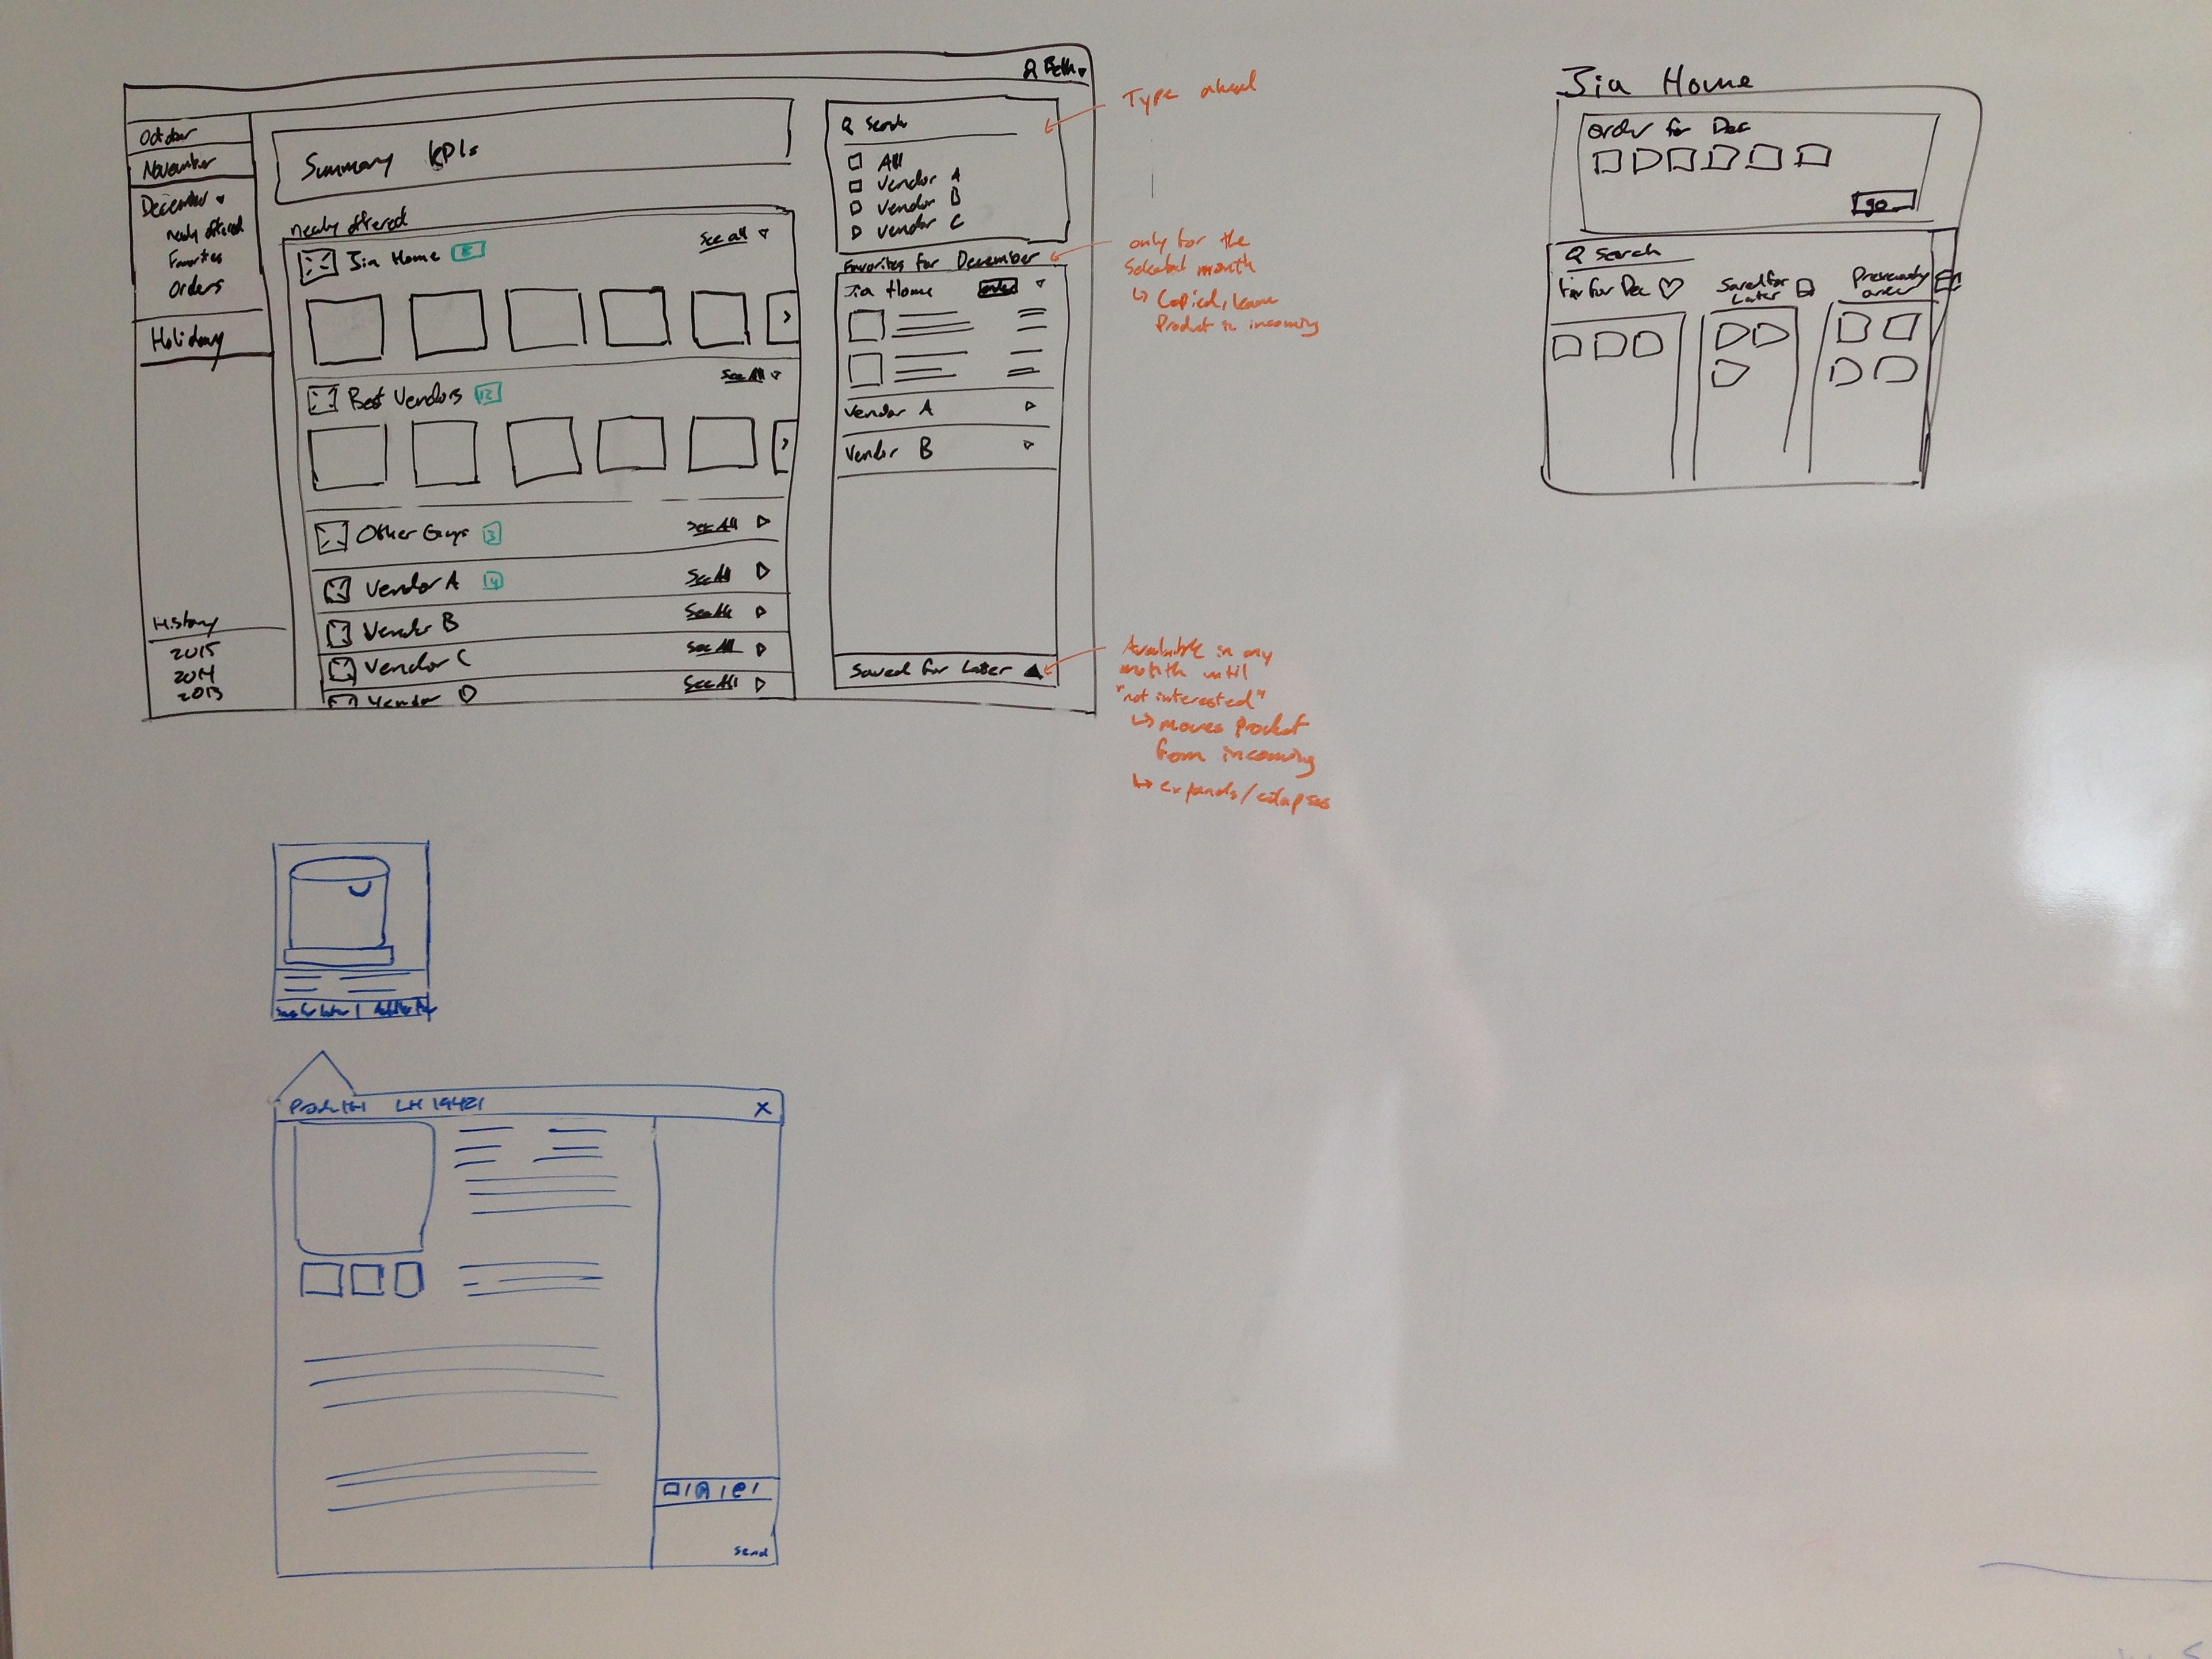 Beth
October
November
December
newly offered
Favorites
Orders
Holiday
History
2015
2014
2013
Summary KPIs
newly offered
Jia Home
See all
Best Vendors 12
See All
Other Guys 3
See All
Vendor A 4
See All
Vendor B
See All
Vendor C
See All
Vendor D
See All
Search
All
Vendor A
Vendor B
Vendor C
Favorites for December
Jia Home order
Vendor A
Vendor B
Saved for Later
Type ahead
only for the
selected month
Copied, leave
Product in incoming
Available in any
month until
"not interested"
moves Product
from incoming
expands/collapses
Jia Home
order for Dec
go
Search
Fav for Dec
Saved for
Later
Previously
order
Save for Later | Add to Fav
LH 19421
X
Send